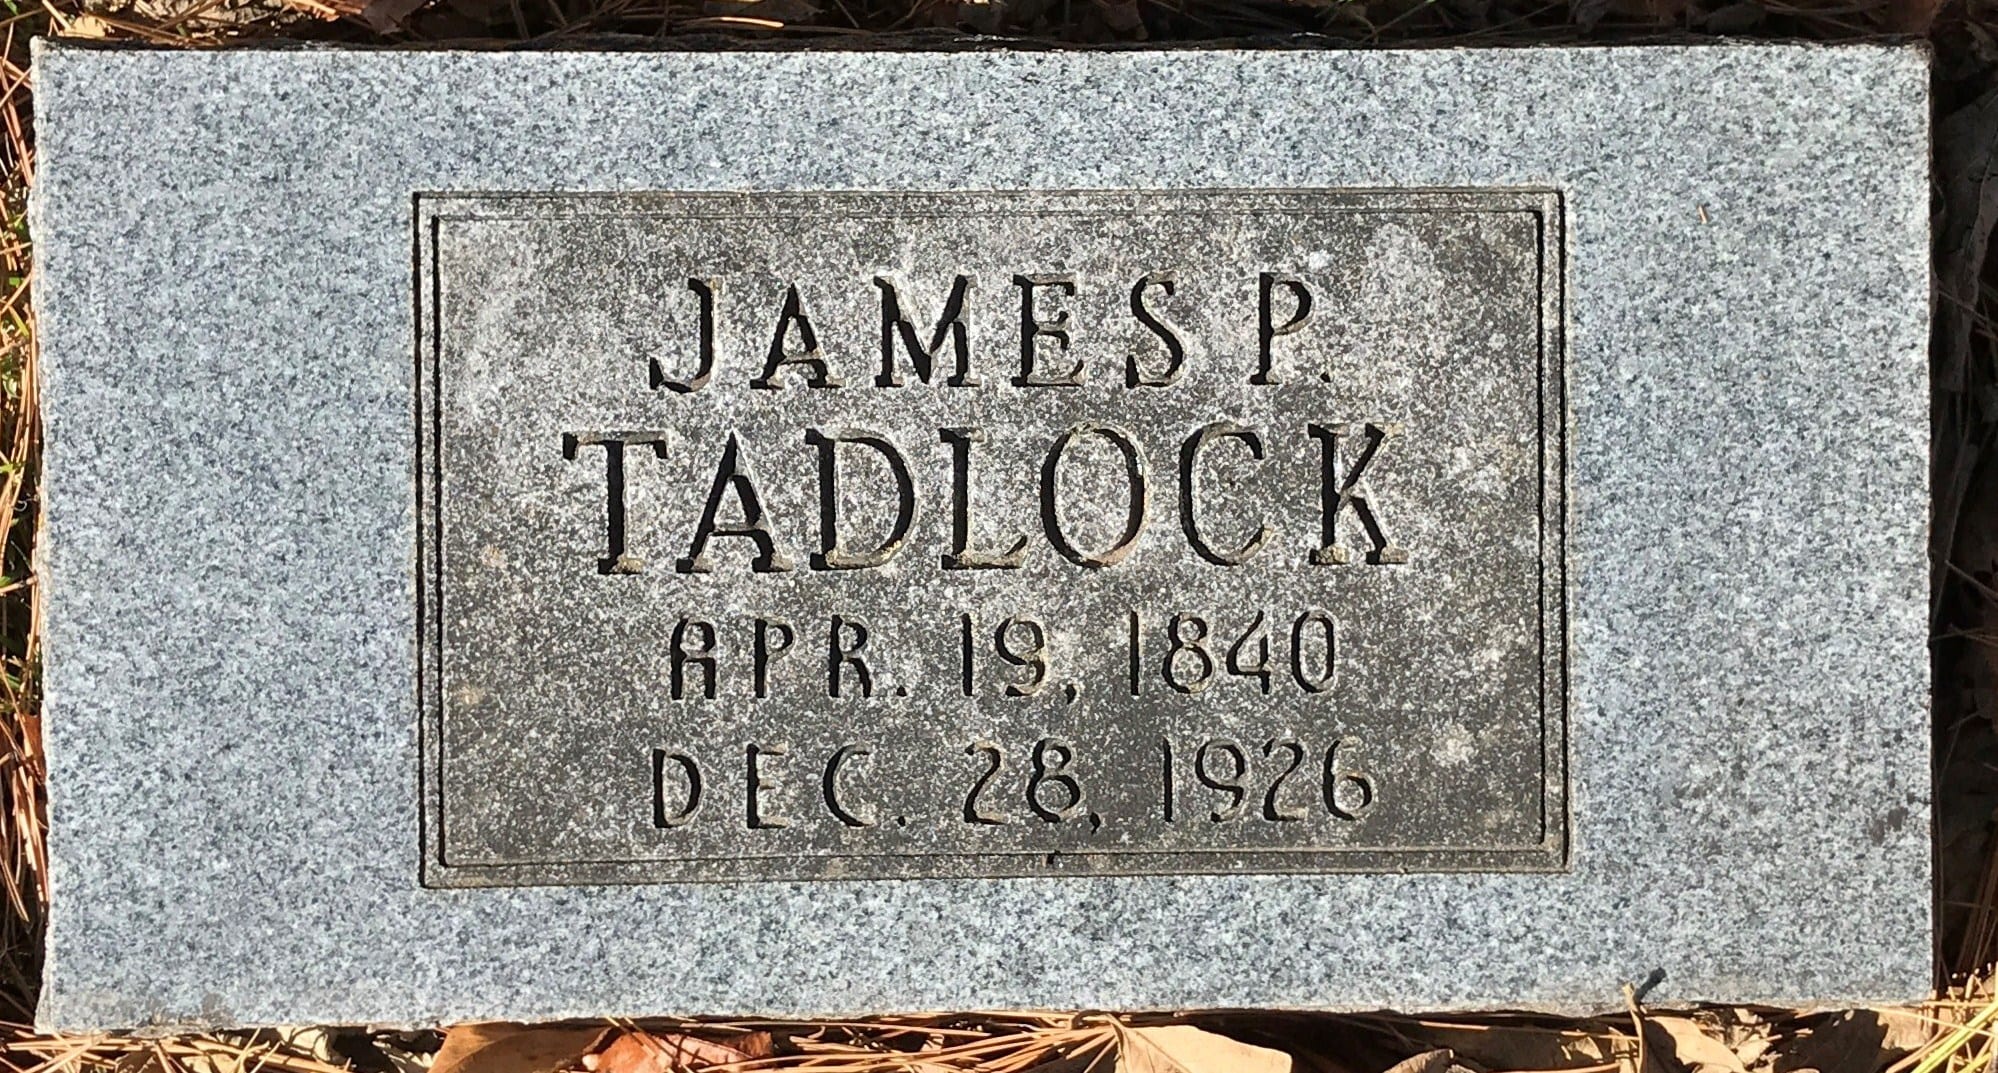 JAMES P.
TADLOCK
APR. 19, 1840
DEC. 28, 1926